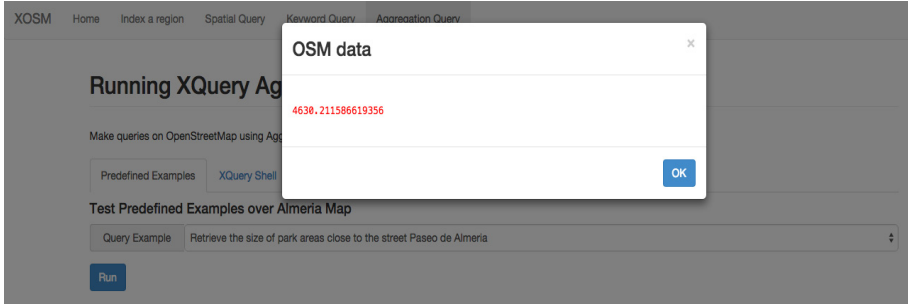 XOSM Home Index a region Spatial Query Keyword Query Aggregation Query
OSM data ×
Running XQuery Ag
4630.211586619356
Make queries on OpenStreetMap using Agg
OK
Predefined Examples XQuery Shell
Test Predefined Examples over Almeria Map
Query Example Retrieve the size of park areas close to the street Paseo de Almeria
Run